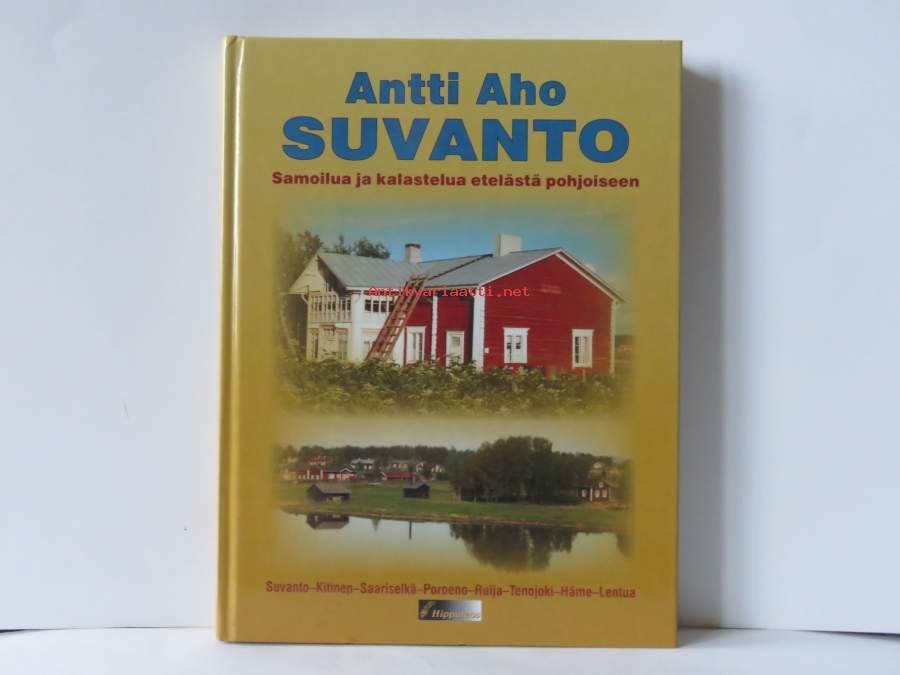 Antti Aho
SUVANTO
Samoilua ja kalastelua etelästä pohjoiseen
Antikvariaatti.net
Suvanto–Kitinen–Saariselkä–Poroeno–Ruija–Tenojoki–Häme–Lentua